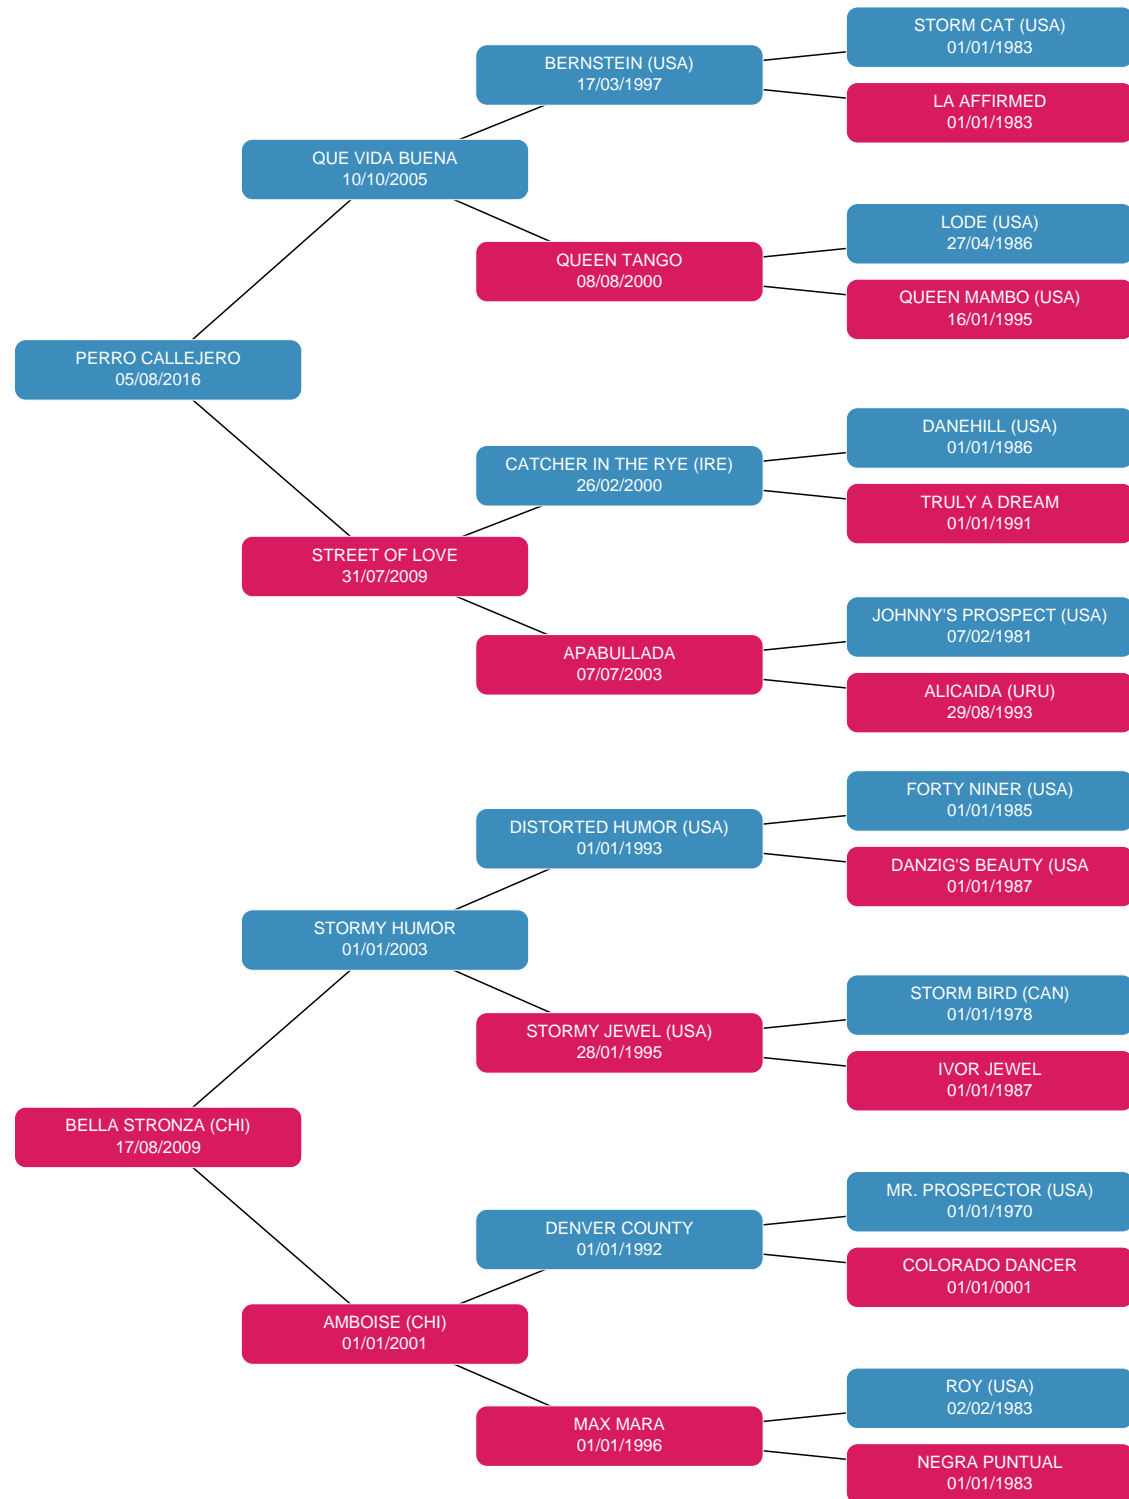 STORM CAT (USA)
01/01/1983
BERNSTEIN (USA)
17/03/1997
LA AFFIRMED
01/01/1983
QUE VIDA BUENA
10/10/2005
LODE (USA)
27/04/1986
QUEEN TANGO
08/08/2000
QUEEN MAMBO (USA)
16/01/1995
PERRO CALLEJERO
05/08/2016
DANEHILL (USA)
01/01/1986
CATCHER IN THE RYE (IRE)
26/02/2000
TRULY A DREAM
01/01/1991
STREET OF LOVE
31/07/2009
JOHNNY'S PROSPECT (USA)
07/02/1981
APABULLADA
07/07/2003
ALICAIDA (URU)
29/08/1993
FORTY NINER (USA)
01/01/1985
DISTORTED HUMOR (USA)
01/01/1993
DANZIG'S BEAUTY (USA
01/01/1987
STORMY HUMOR
01/01/2003
STORM BIRD (CAN)
01/01/1978
STORMY JEWEL (USA)
28/01/1995
IVOR JEWEL
01/01/1987
BELLA STRONZA (CHI)
17/08/2009
MR. PROSPECTOR (USA)
01/01/1970
DENVER COUNTY
01/01/1992
COLORADO DANCER
01/01/0001
AMBOISE (CHI)
01/01/2001
ROY (USA)
02/02/1983
MAX MARA
01/01/1996
NEGRA PUNTUAL
01/01/1983